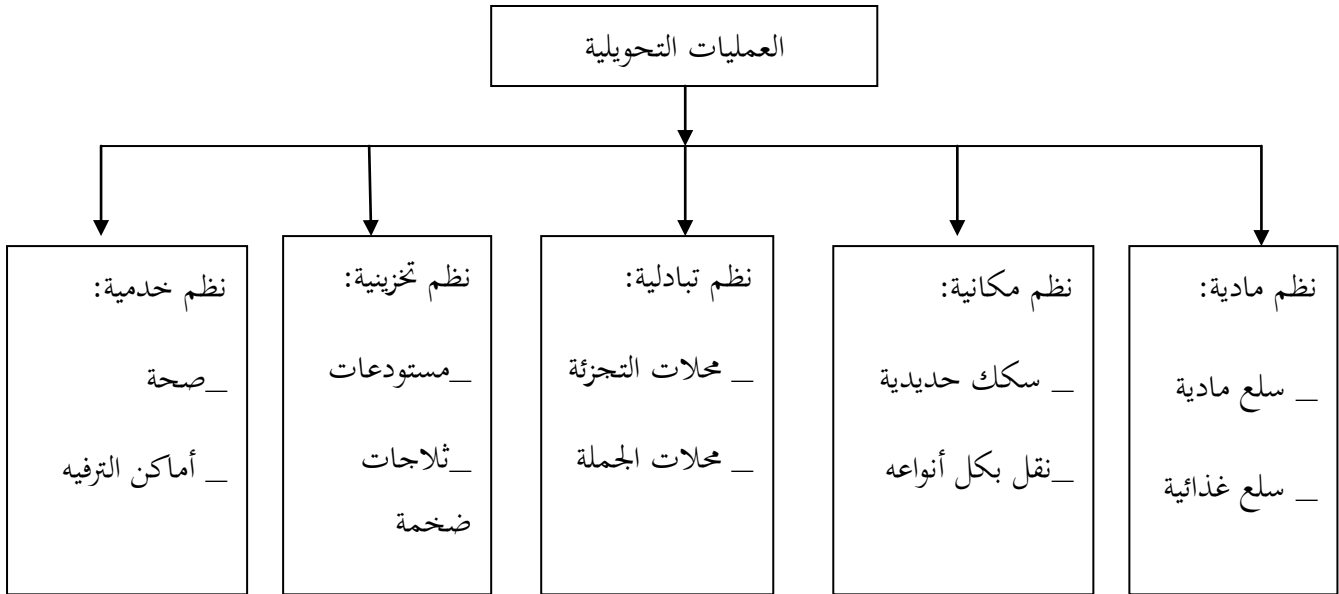 العمليات التحويلية
نظم مادية:
_ سلع مادية
_ سلع غذائية
نظم مكانية:
_ سكك حديدية
_نقل بكل أنواعه
نظم تبادلية:
_ محلات التجزئة
_ محلات الجملة
نظم تخزينية:
_مستودعات
_ثلاجات
ضخمة
نظم خدمية:
_صحة
_ أماكن الترفيه